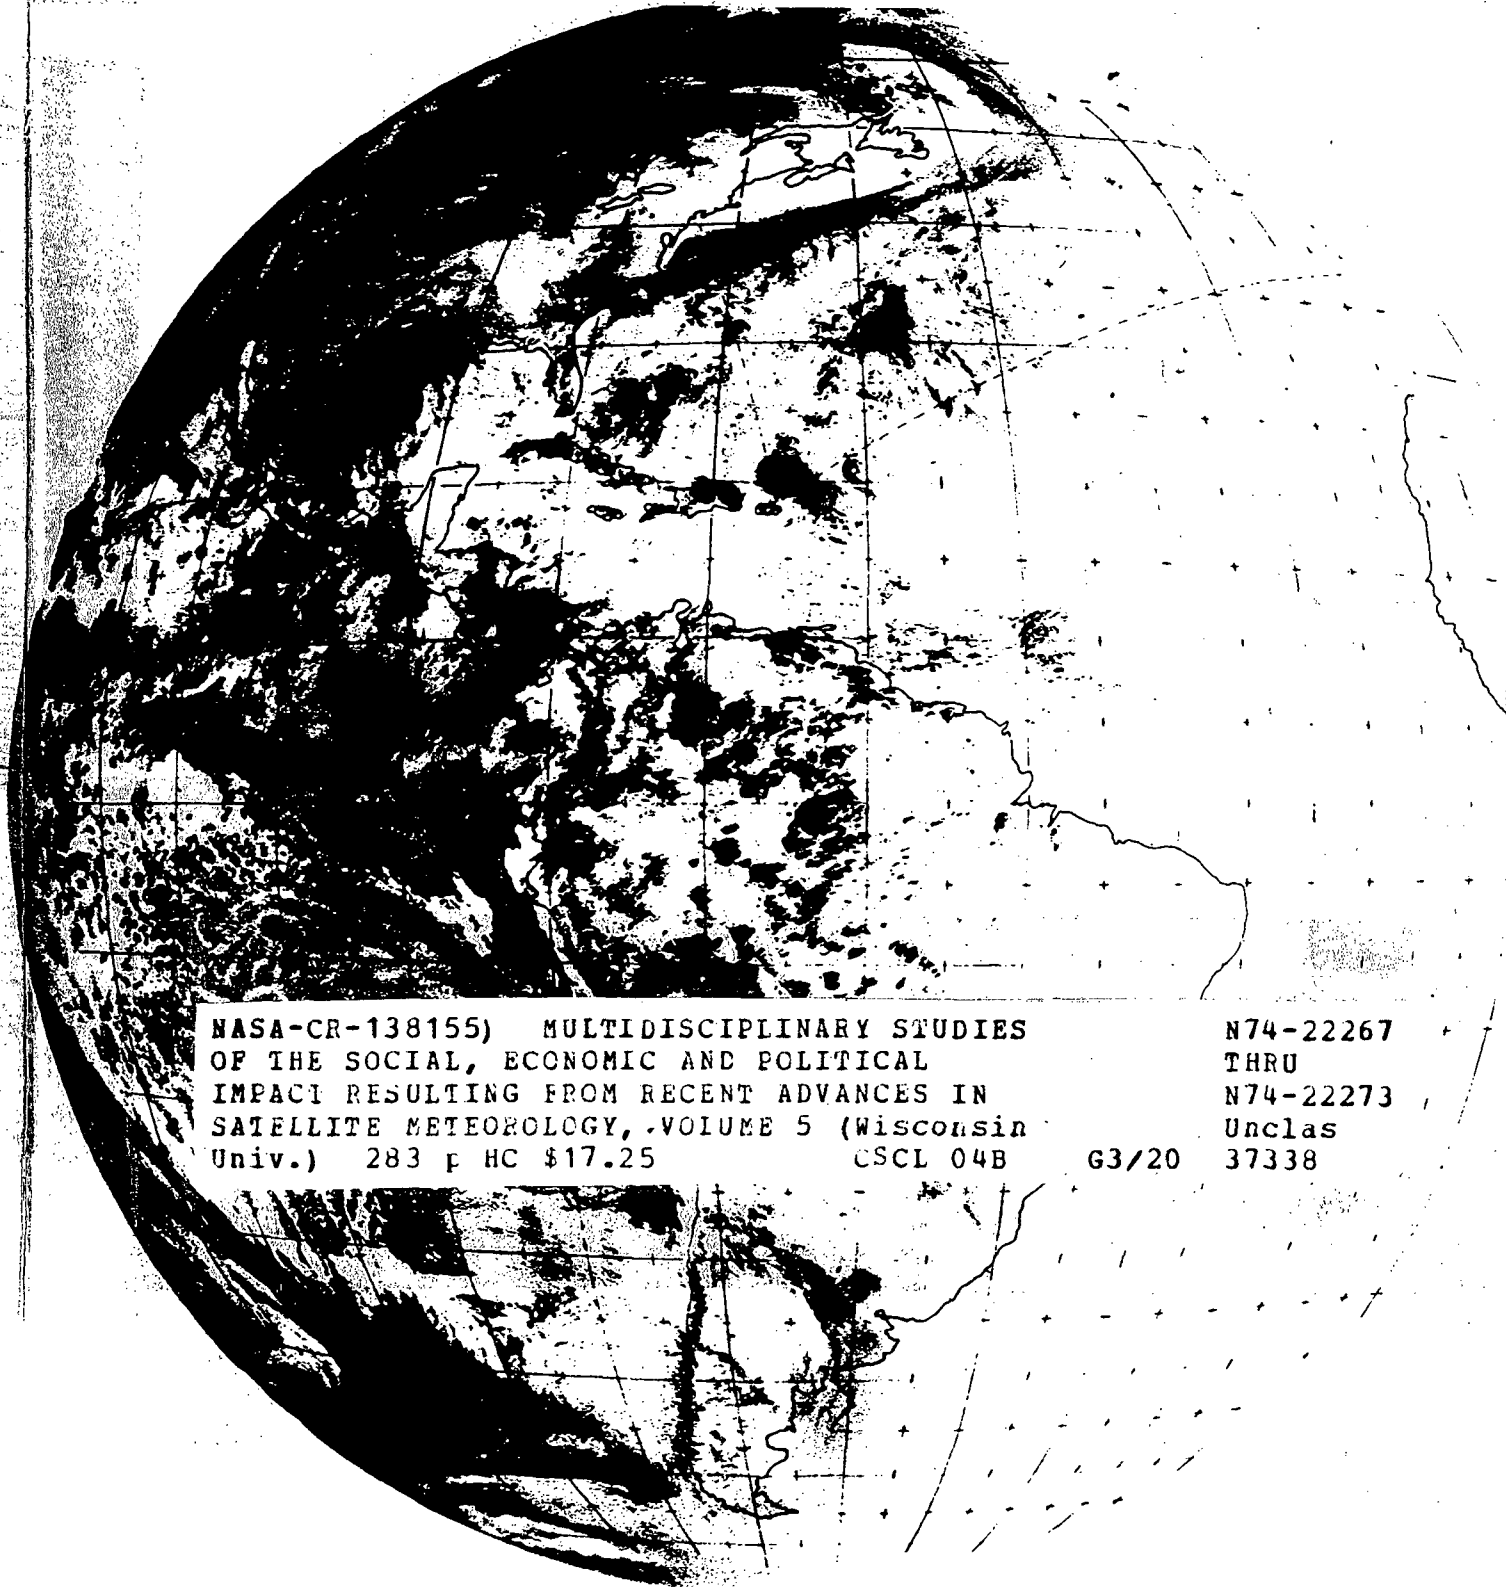 NASA-CR-138155) MULTIDISCIPLINARY STUDIES N74-22267
OF THE SOCIAL, ECONOMIC AND POLITICAL THRU
IMPACT RESULTING FROM RECENT ADVANCES IN N74-22273
SATELLITE METEOROLOGY, VOLUME 5 (Wisconsin Unclas
Univ.) 283 p HC $17.25 CSCL 04B G3/20 37338